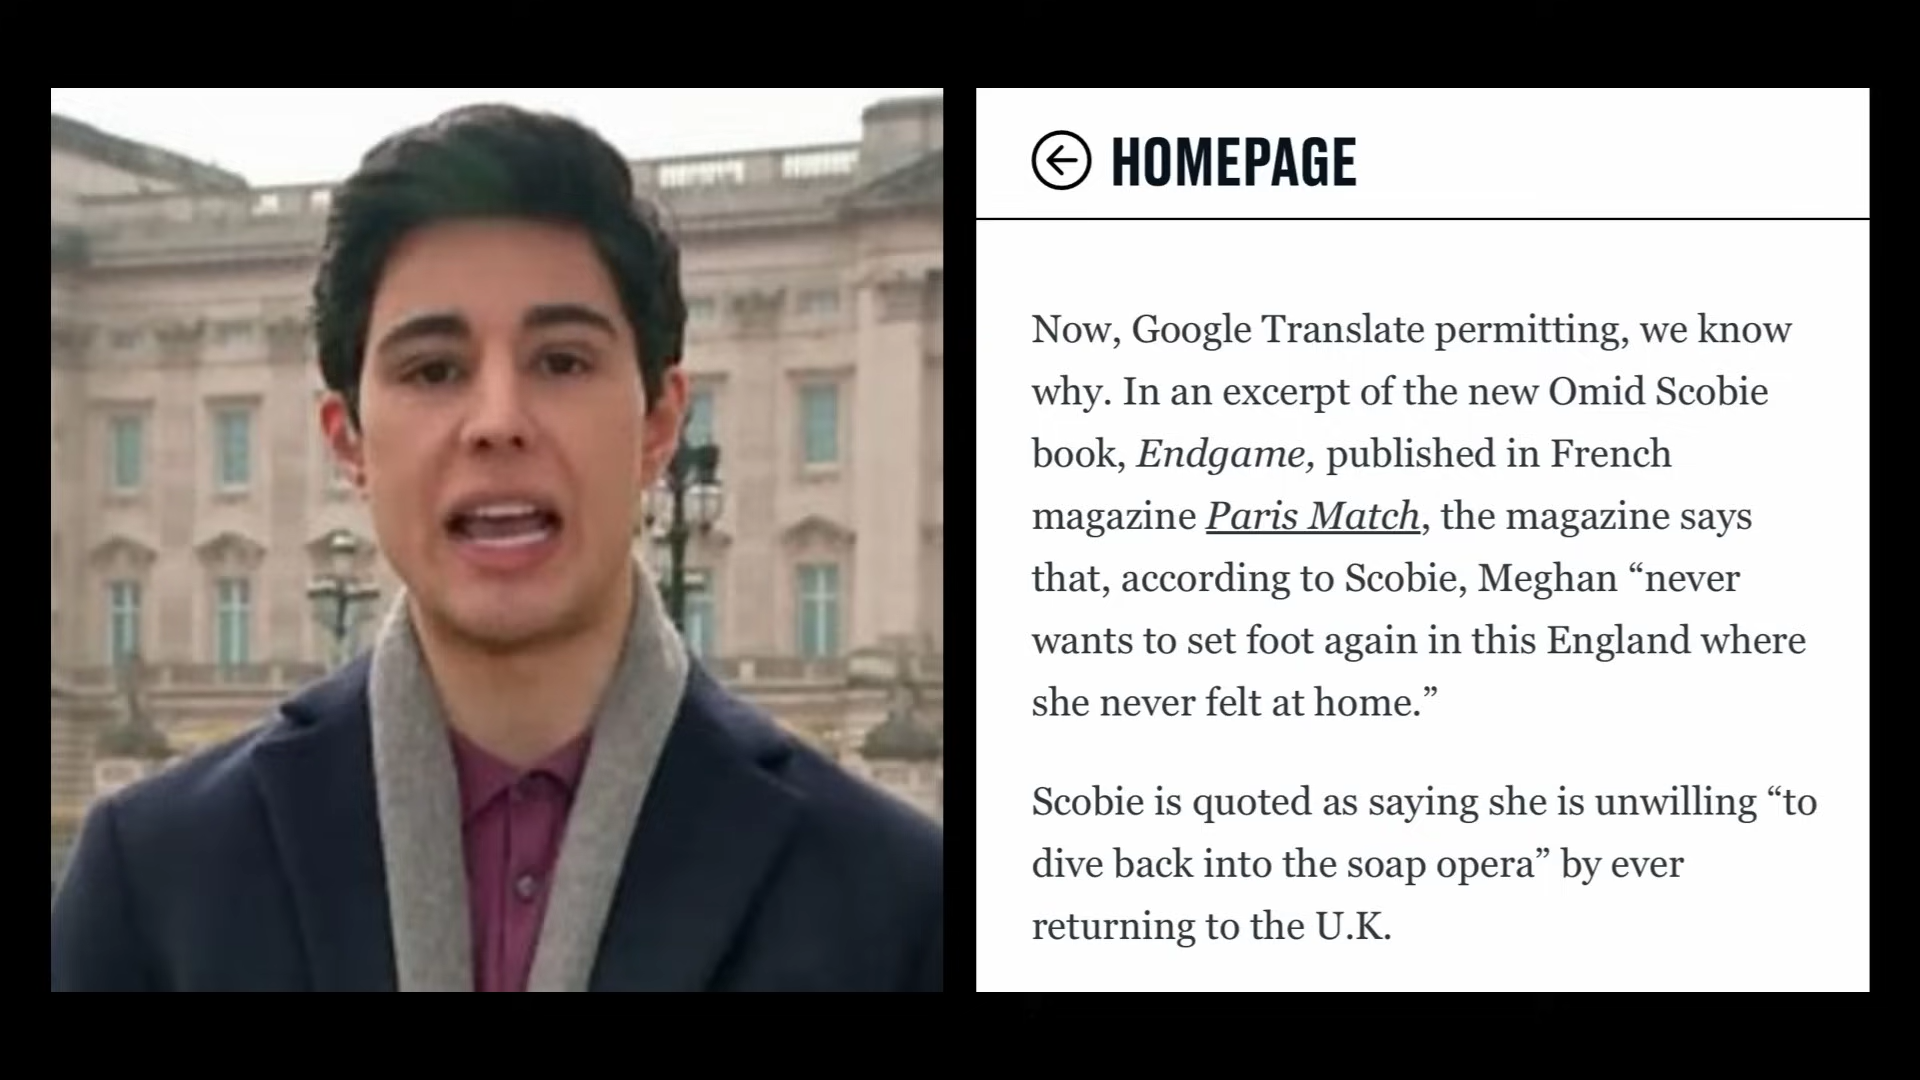 HOMEPAGE
Now, Google Translate permitting, we know
why. In an excerpt of the new Omid Scobie
book, Endgame, published in French
magazine Paris Match, the magazine says
that, according to Scobie, Meghan “never
wants to set foot again in this England where
she never felt at home.”
Scobie is quoted as saying she is unwilling “to
dive back into the soap opera” by ever
returning to the U.K.